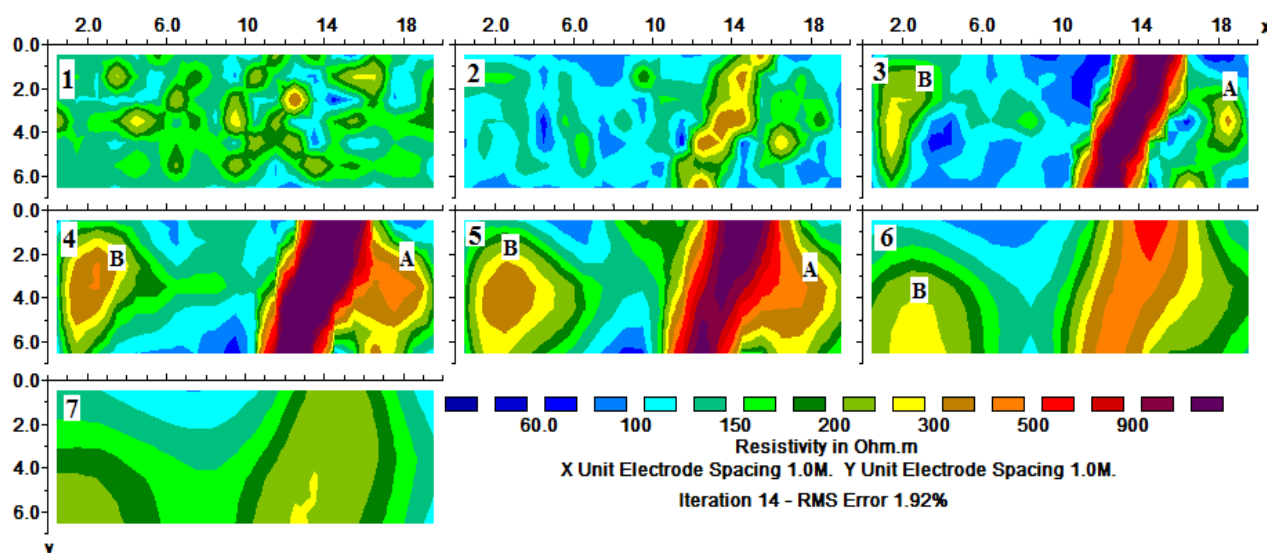 2.0 6.0 10 14 18 2.0 6.0 10 14 18 2.0 6.0 10 14 18 x
0.0
2.0
4.0
6.0
1
2
3 B A
0.0
2.0
4.0
6.0
4 B A
5 B A
6 B
0.0
2.0
4.0
6.0
7
Y
60.0 100 150 200 300 500 900
Resistivity in Ohm.m
X Unit Electrode Spacing 1.0M. Y Unit Electrode Spacing 1.0M.
Iteration 14 - RMS Error 1.92%